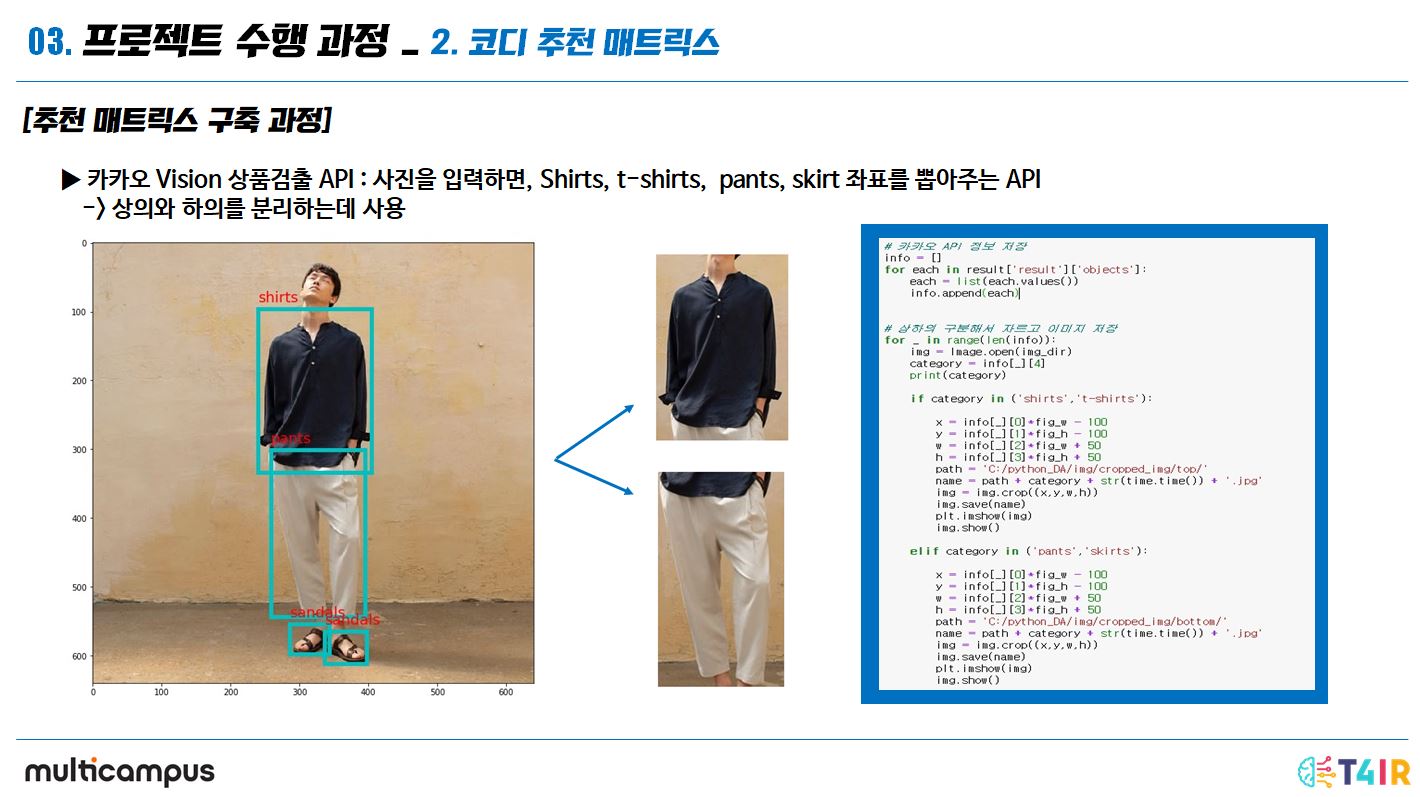 03. 프로젝트 수행 과정 _ 2. 코디 추천 매트릭스
[추천 매트릭스 구축 과정]
▶ 카카오 Vision 상품검출 API : 사진을 입력하면, Shirts, t-shirts, pants, skirt 좌표를 뽑아주는 API
-> 상의와 하의를 분리하는데 사용
0
100
200
300
400
500
600
0 100 200 300 400 500 600
shirts
pants
sandals
sandals
# 카카오 API 정보 저장
info = []
for each in result['result']['objects']:
    each = list(each.values())
    info.append(each)
# 상하의 구분해서 자르고 이미지 저장
for _ in range(len(info)):
    img = Image.open(img_dir)
    category = info[_][4]
    print(category)
    if category in ('shirts','t-shirts'):
        x = info[_][0]*fig_w - 100
        y = info[_][1]*fig_h - 100
        w = info[_][2]*fig_w + 50
        h = info[_][3]*fig_h + 50
        path = 'C:/python_DA/img/cropped_img/top/'
        name = path + category + str(time.time()) + '.jpg'
        img = img.crop((x,y,w,h))
        img.save(name)
        plt.imshow(img)
        img.show()
    elif category in ('pants','skirts'):
        x = info[_][0]*fig_w - 100
        y = info[_][1]*fig_h - 100
        w = info[_][2]*fig_w + 50
        h = info[_][3]*fig_h + 50
        path = 'C:/python_DA/img/cropped_img/bottom/'
        name = path + category + str(time.time()) + '.jpg'
        img = img.crop((x,y,w,h))
        img.save(name)
        plt.imshow(img)
        img.show()
multicampus
T4IR